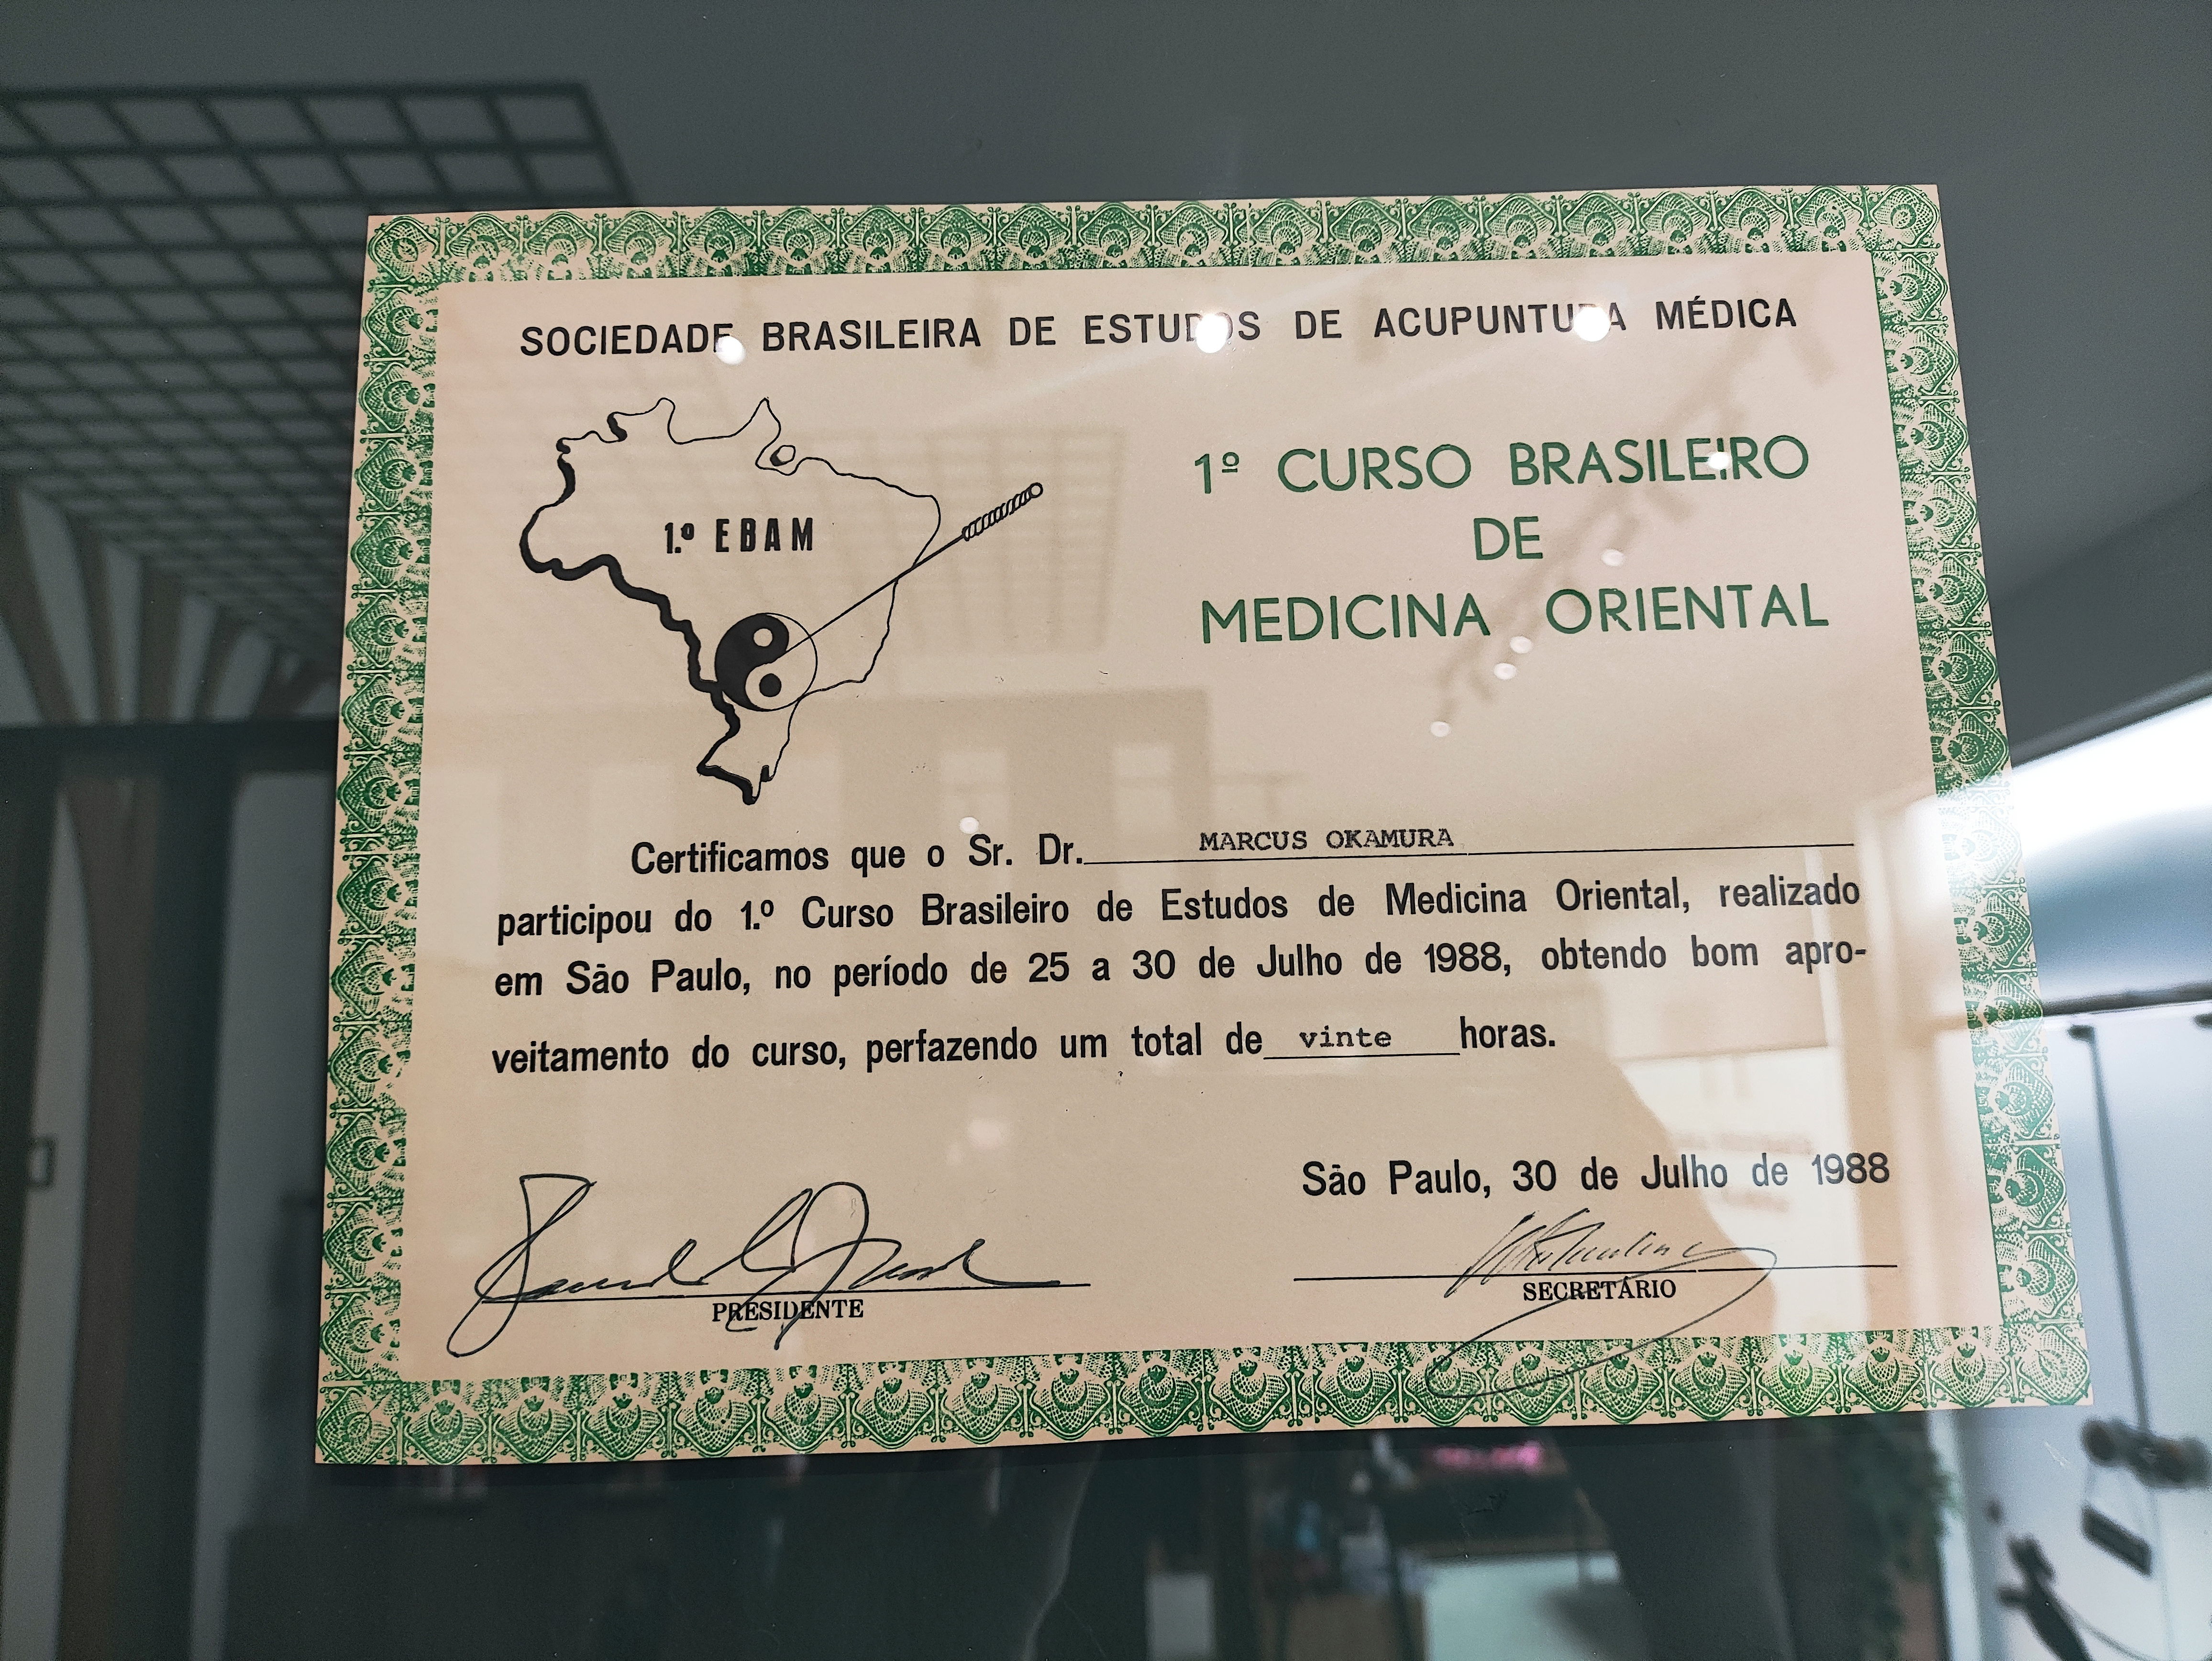 SOCIEDADE BRASILEIRA DE ESTUDOS DE ACUPUNTURA MÉDICA
1.º EBAM
1º CURSO BRASILEIRO
DE
MEDICINA ORIENTAL
Certificamos que o Sr. Dr. MARCUS OKAMURA
participou do 1.º Curso Brasileiro de Estudos de Medicina Oriental, realizado
em São Paulo, no período de 25 a 30 de Julho de 1988, obtendo bom apro-
veitamento do curso, perfazendo um total de vinte horas.
São Paulo, 30 de Julho de 1988
PRESIDENTE
SECRETÁRIO